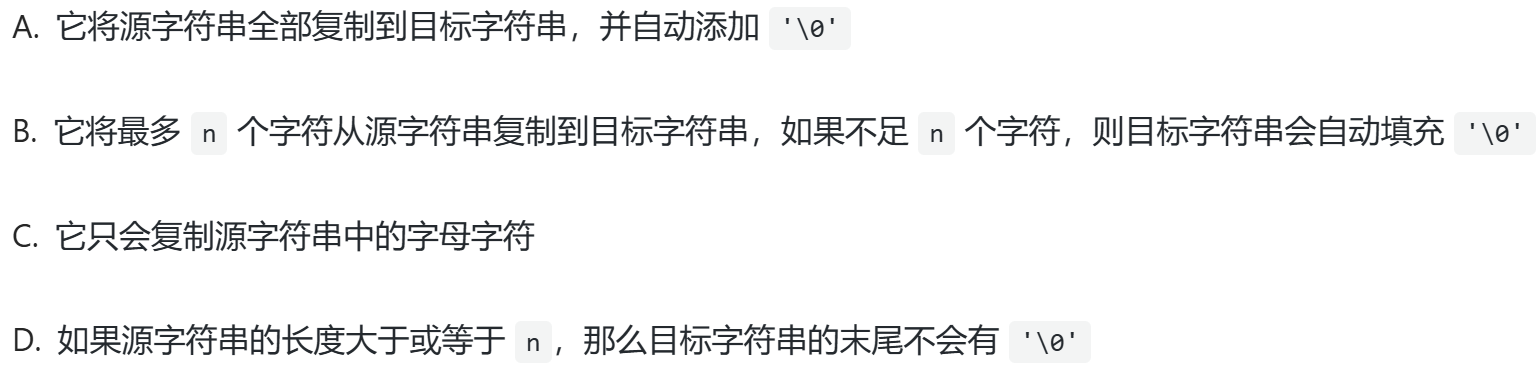 A. 它将源字符串全部复制到目标字符串，并自动添加 '\0'
B. 它将最多 n 个字符从源字符串复制到目标字符串，如果不足 n 个字符，则目标字符串会自动填充 '\0'
C. 它只会复制源字符串中的字母字符
D. 如果源字符串的长度大于或等于 n，那么目标字符串的末尾不会有 '\0'